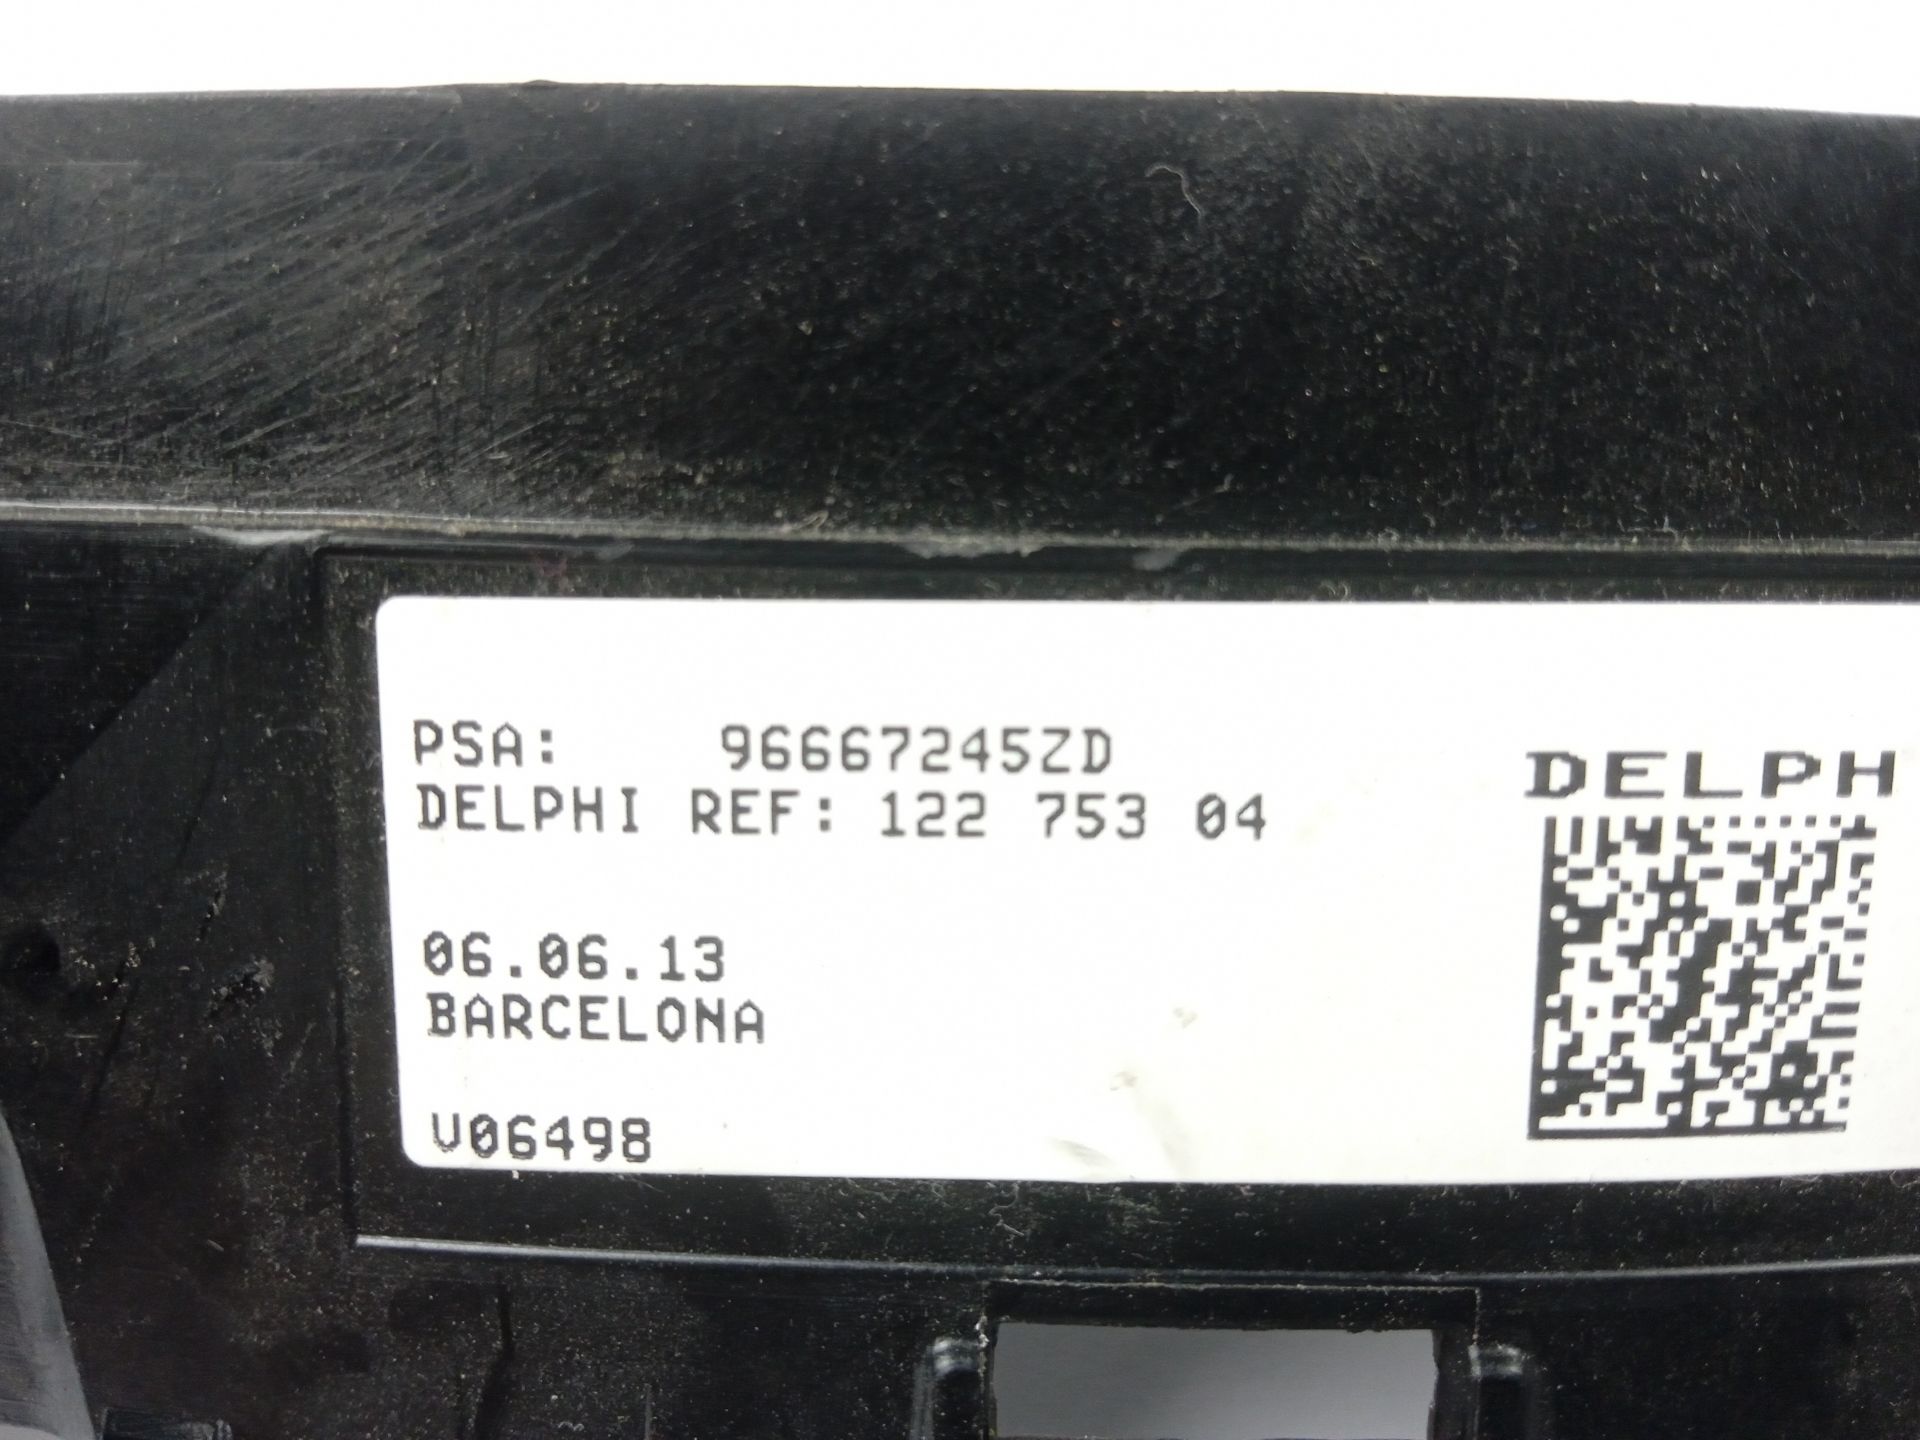 PSA: 96667245ZD
DELPHI REF: 122 753 04
DELPH
06.06.13
BARCELONA
V06498